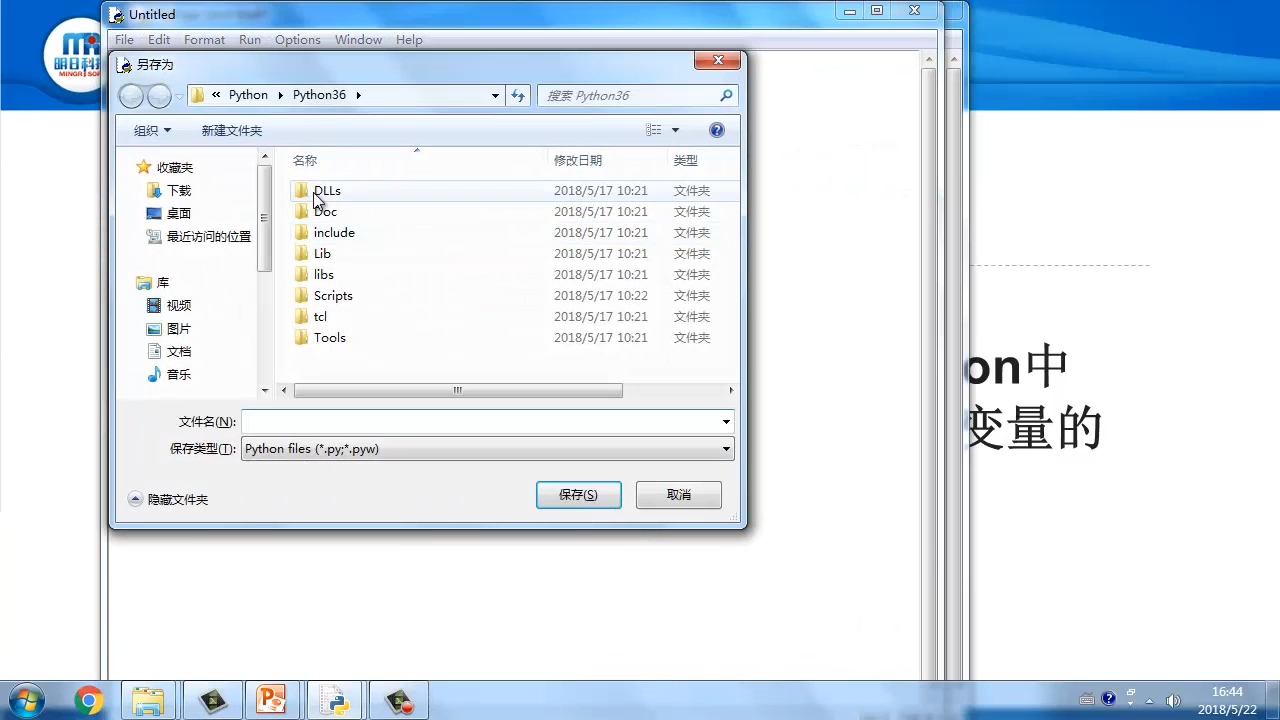 Untitled
File Edit Format Run Options Window Help
明日科技
MINGRI SOF
另存为
« Python Python36
搜索 Python36
组织 新建文件夹
名称 修改日期 类型
收藏夹
下载
桌面
最近访问的位置
库
视频
图片
文档
音乐
DLLs 2018/5/17 10:21 文件夹
Doc 2018/5/17 10:21 文件夹
include 2018/5/17 10:21 文件夹
Lib 2018/5/17 10:21 文件夹
libs 2018/5/17 10:21 文件夹
Scripts 2018/5/17 10:22 文件夹
tcl 2018/5/17 10:21 文件夹
Tools 2018/5/17 10:21 文件夹
文件名(N):
保存类型(T): Python files (*.py;*.pyw)
隐藏文件夹
保存(S) 取消
on中
变量的
16:44
2018/5/22